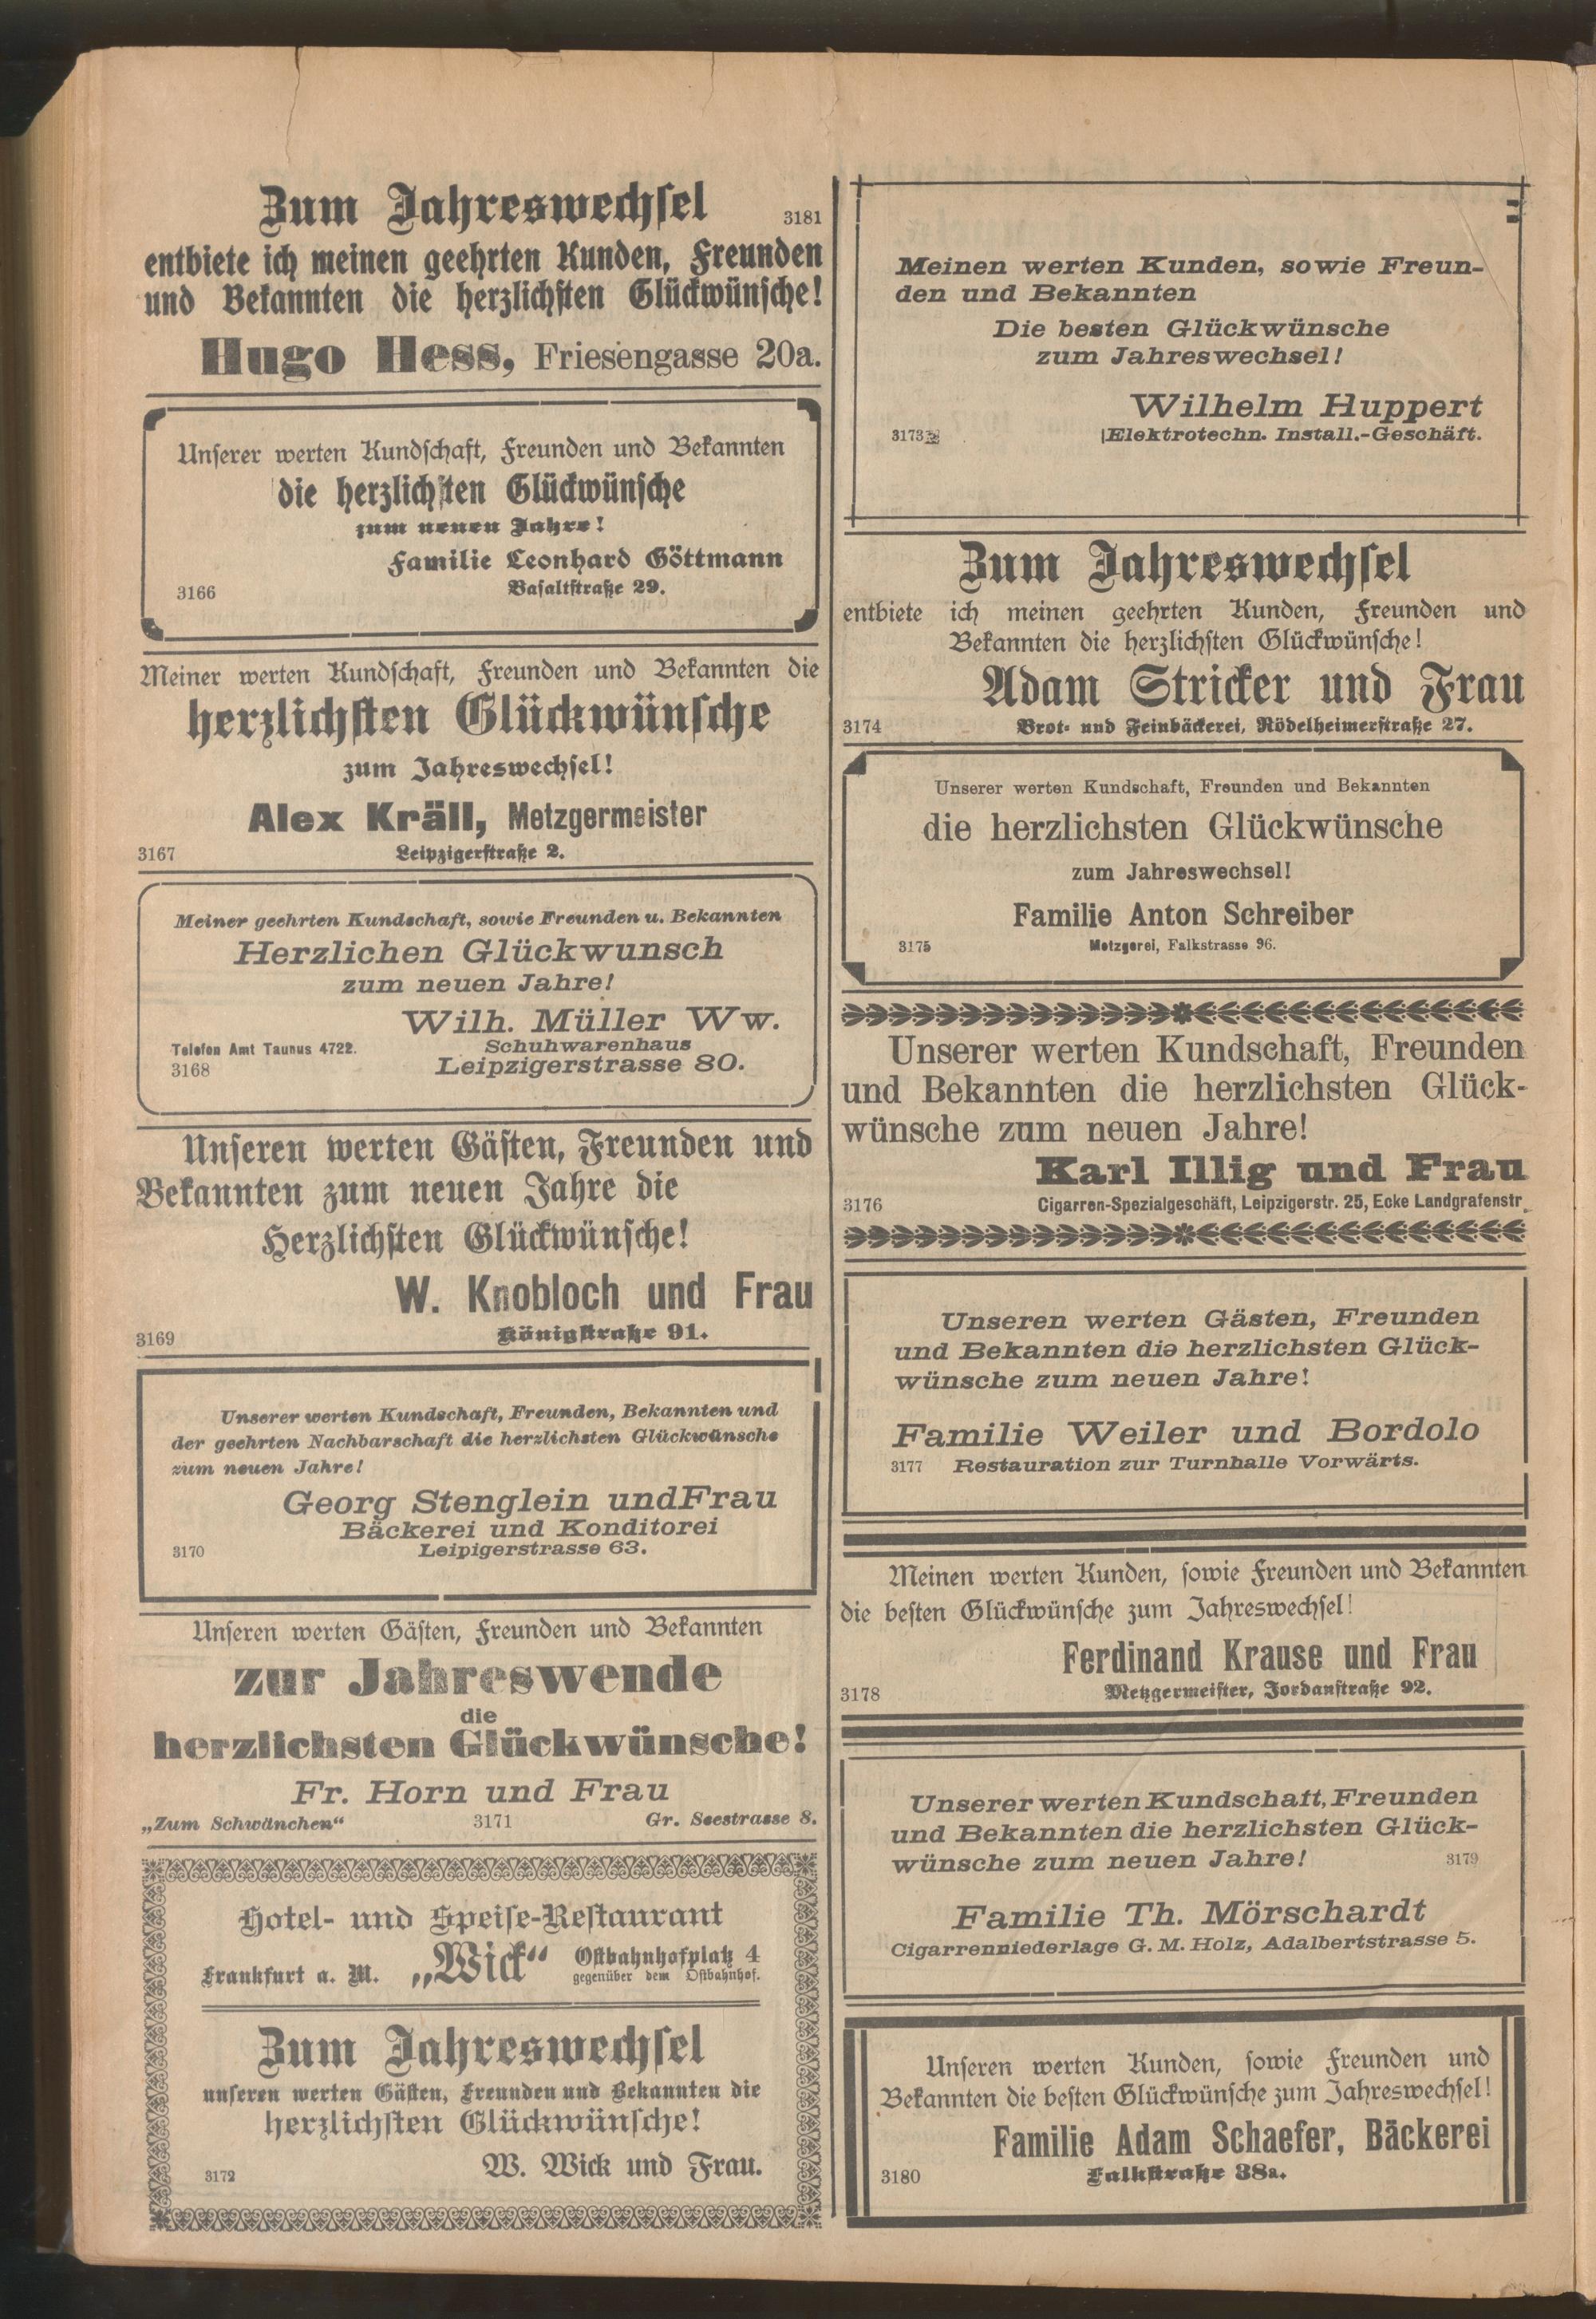 Zum Jahreswechsel 3181
entbiete ich meinen geehrten Kunden, Freunden
und Bekannten die herzlichsten Glückwünsche!
Hugo Hess, Friesengasse 20a.
Unserer werten Kundschaft, Freunden und Bekannten
die herzlichsten Glückwünsche
zum neuen Jahre!
Familie Leonhard Göttmann
3166 Basaltstraße 29.
Meiner werten Kundschaft, Freunden und Bekannten die
herzlichsten Glückwünsche
zum Jahreswechsel!
Alex Kräll, Metzgermeister
3167 Leipzigerstraße 2.
Meiner geehrten Kundschaft, sowie Freunden u. Bekannten
Herzlichen Glückwunsch
zum neuen Jahre!
Wilh. Müller Ww.
Telefon Amt Taunus 4722. Schuhwarenhaus
3168 Leipzigerstrasse 80.
Unseren werten Gästen, Freunden und
Bekannten zum neuen Jahre die
Herzlichsten Glückwünsche!
W. Knobloch und Frau
3169 Königstraße 91.
Unserer werten Kundschaft, Freunden, Bekannten und
der geehrten Nachbarschaft die herzlichsten Glückwünsche
zum neuen Jahre!
Georg Stenglein und Frau
Bäckerei und Konditorei
3170 Leipigerstrasse 63.
Unseren werten Gästen, Freunden und Bekannten
zur Jahreswende
die
herzlichsten Glückwünsche!
Fr. Horn und Frau
„Zum Schwänchen“ 3171 Gr. Seestrasse 8.
Hotel- und Speise-Restaurant
Frankfurt a. M. „Wick“ Ostbahnhofplatz 4
gegenüber dem Ostbahnhof.
Zum Jahreswechsel
unseren werten Gästen, Freunden und Bekannten die
herzlichsten Glückwünsche!
3172 W. Wick und Frau.
Meinen werten Kunden, sowie Freun-
den und Bekannten
Die besten Glückwünsche
zum Jahreswechsel!
Wilhelm Huppert
3173 Elektrotechn. Install.-Geschäft.
Zum Jahreswechsel
entbiete ich meinen geehrten Kunden, Freunden und
Bekannten die herzlichsten Glückwünsche!
Adam Stricker und Frau
3174 Brot- und Feinbäckerei, Rödelheimerstraße 27.
Unserer werten Kundschaft, Freunden und Bekannten
die herzlichsten Glückwünsche
zum Jahreswechsel!
Familie Anton Schreiber
3175 Metzgerei, Falkstrasse 96.
Unserer werten Kundschaft, Freunden
und Bekannten die herzlichsten Glück-
wünsche zum neuen Jahre!
Karl Illig und Frau
3176 Cigarren-Spezialgeschäft, Leipzigerstr. 25, Ecke Landgrafenstr.
Unseren werten Gästen, Freunden
und Bekannten die herzlichsten Glück-
wünsche zum neuen Jahre!
Familie Weiler und Bordolo
3177 Restauration zur Turnhalle Vorwärts.
Meinen werten Kunden, sowie Freunden und Bekannten
die besten Glückwünsche zum Jahreswechsel!
Ferdinand Krause und Frau
3178 Metzgermeister, Jordanstraße 92.
Unserer werten Kundschaft, Freunden
und Bekannten die herzlichsten Glück-
wünsche zum neuen Jahre! 3179
Familie Th. Mörschardt
Cigarrenniederlage G. M. Holz, Adalbertstrasse 5.
Unseren werten Kunden, sowie Freunden und
Bekannten die besten Glückwünsche zum Jahreswechsel!
Familie Adam Schaefer, Bäckerei
3180 Falkstraße 38a.